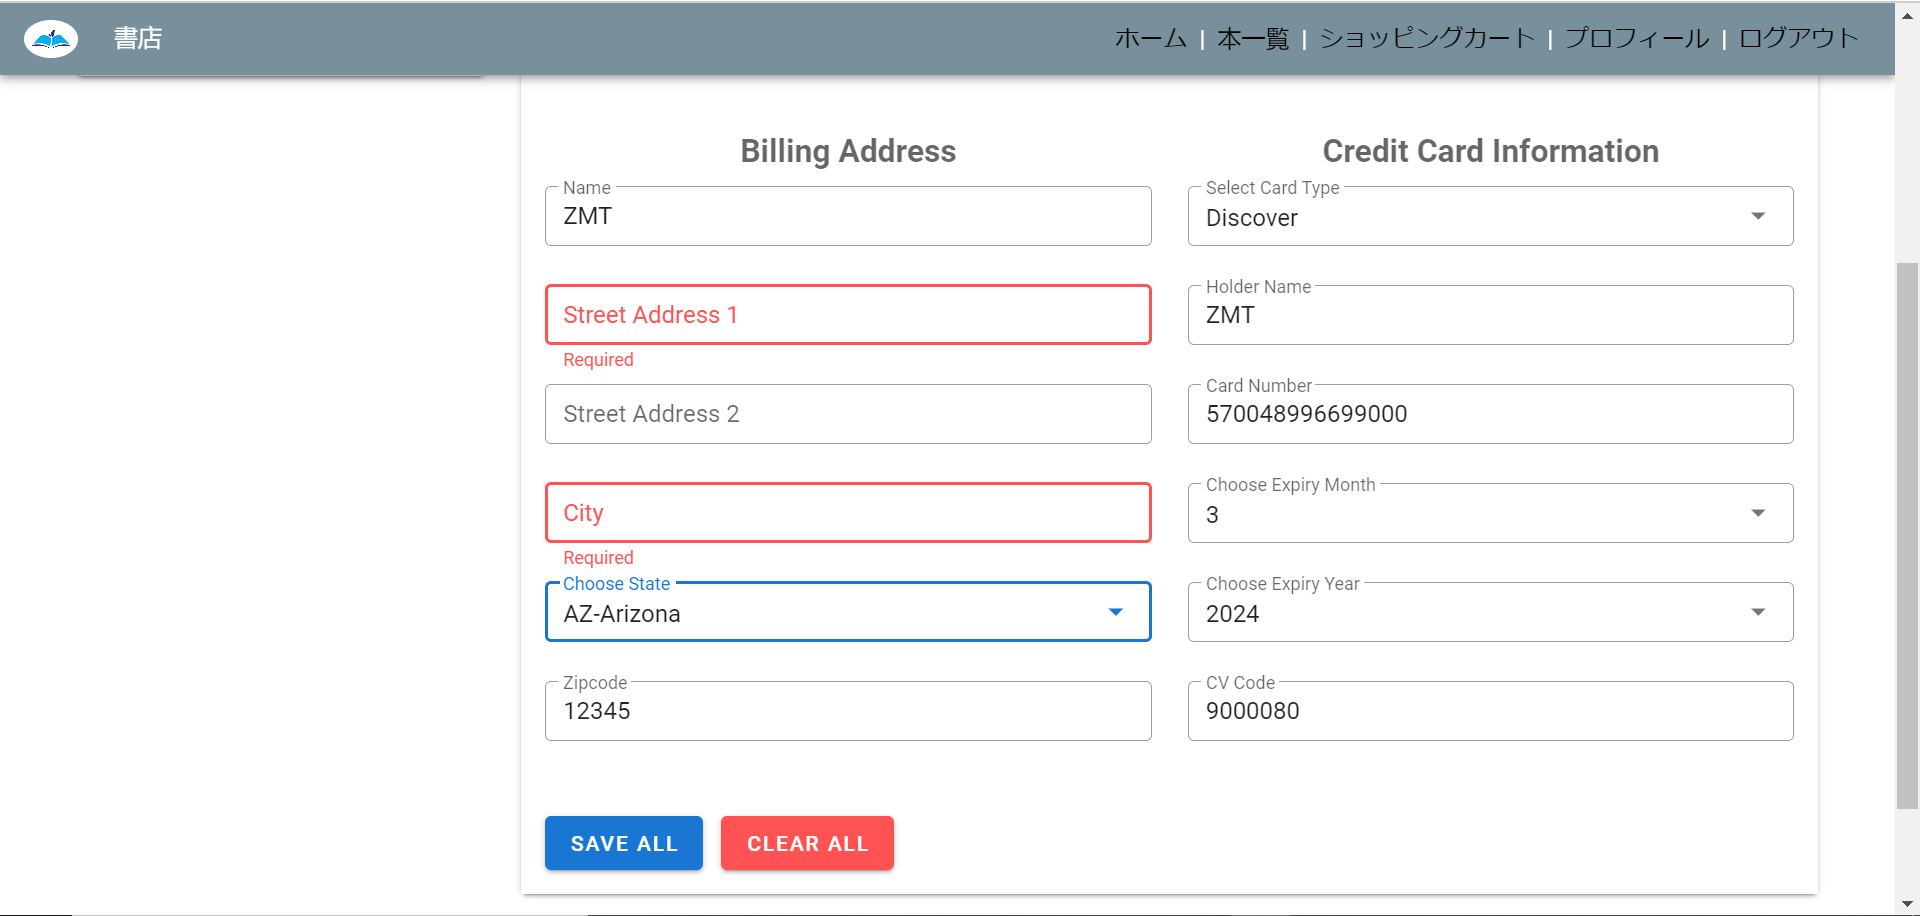 書店
ホーム | 本一覧 | ショッピングカート | プロフィール | ログアウト
Billing Address
Name
ZMT
Street Address 1
Required
Street Address 2
City
Required
Choose State
AZ-Arizona
Zipcode
12345
Credit Card Information
Select Card Type
Discover
Holder Name
ZMT
Card Number
570048996699000
Choose Expiry Month
3
Choose Expiry Year
2024
CV Code
9000080
SAVE ALL
CLEAR ALL